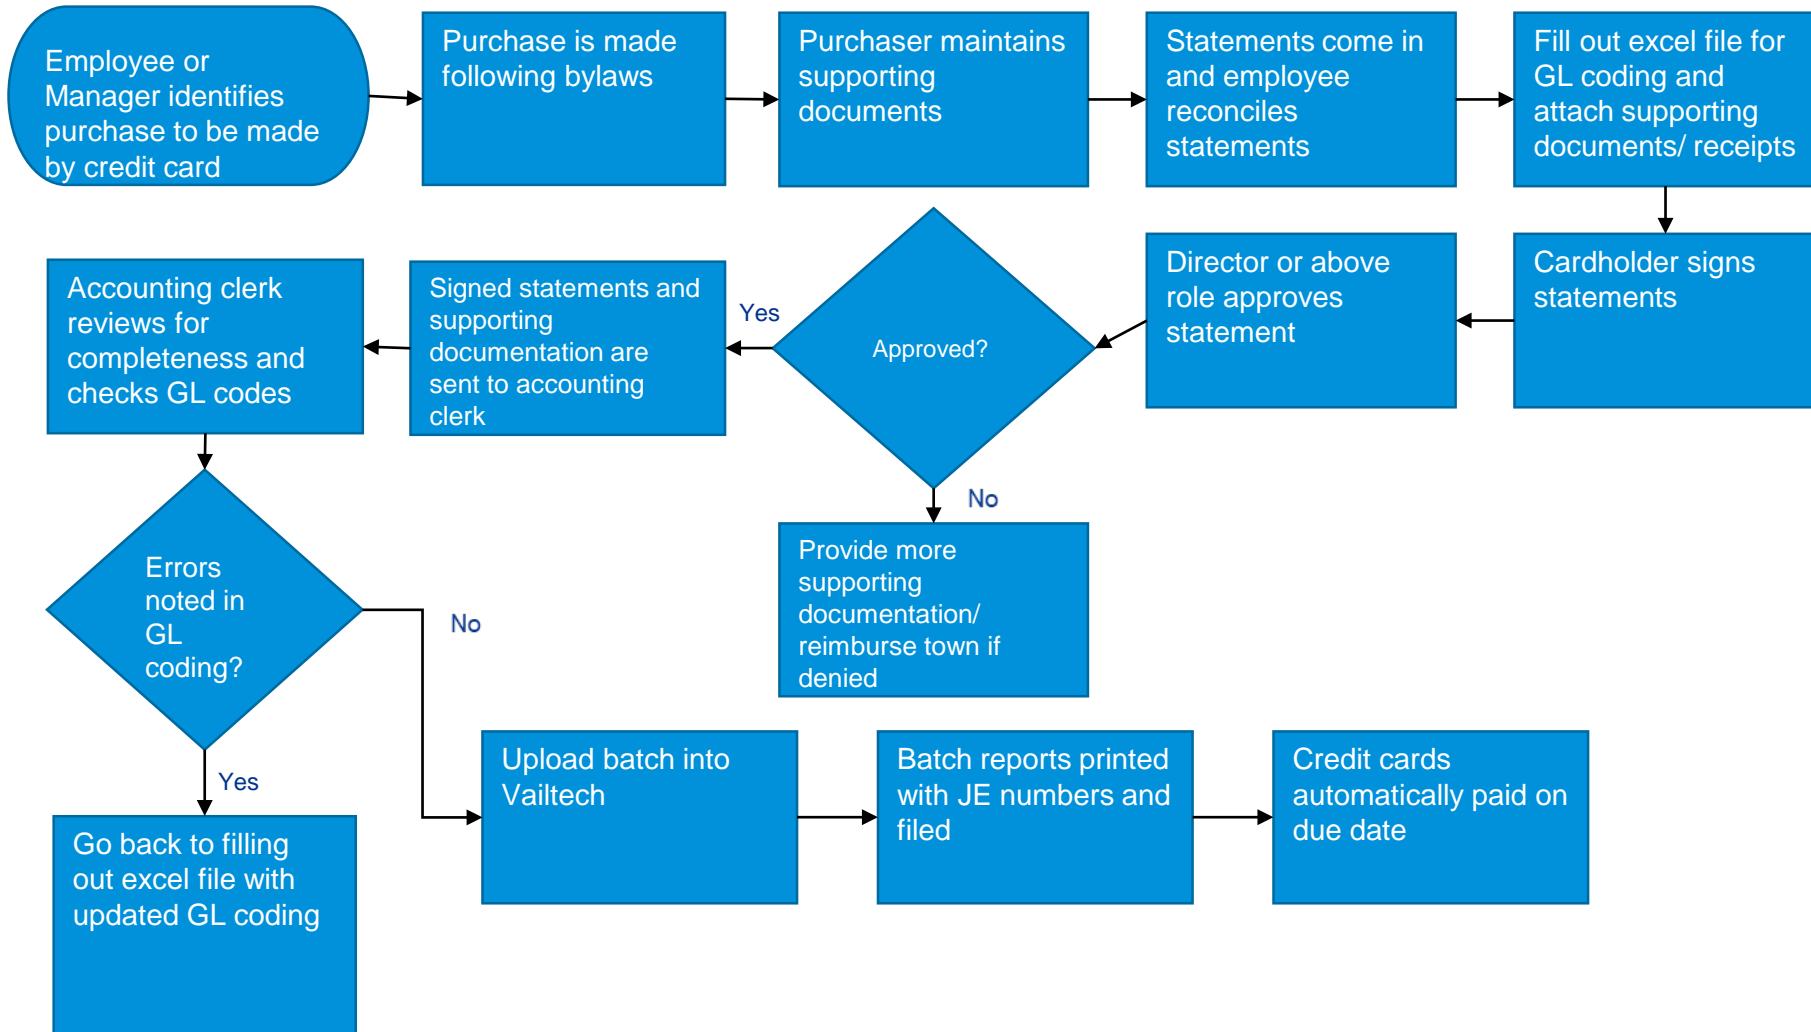 Employee or
Manager identifies
purchase to be made
by credit card
Purchase is made
following bylaws
Purchaser maintains
supporting
documents
Statements come in
and employee
reconciles
statements
Fill out excel file for
GL coding and
attach supporting
documents/ receipts
Cardholder signs
statements
Director or above
role approves
statement
Approved?
Yes
No
Signed statements and
supporting
documentation are
sent to accounting
clerk
Accounting clerk
reviews for
completeness and
checks GL codes
Provide more
supporting
documentation/
reimburse town if
denied
Errors
noted in
GL
coding?
No
Yes
Go back to filling
out excel file with
updated GL coding
Upload batch into
Vailtech
Batch reports printed
with JE numbers and
filed
Credit cards
automatically paid on
due date